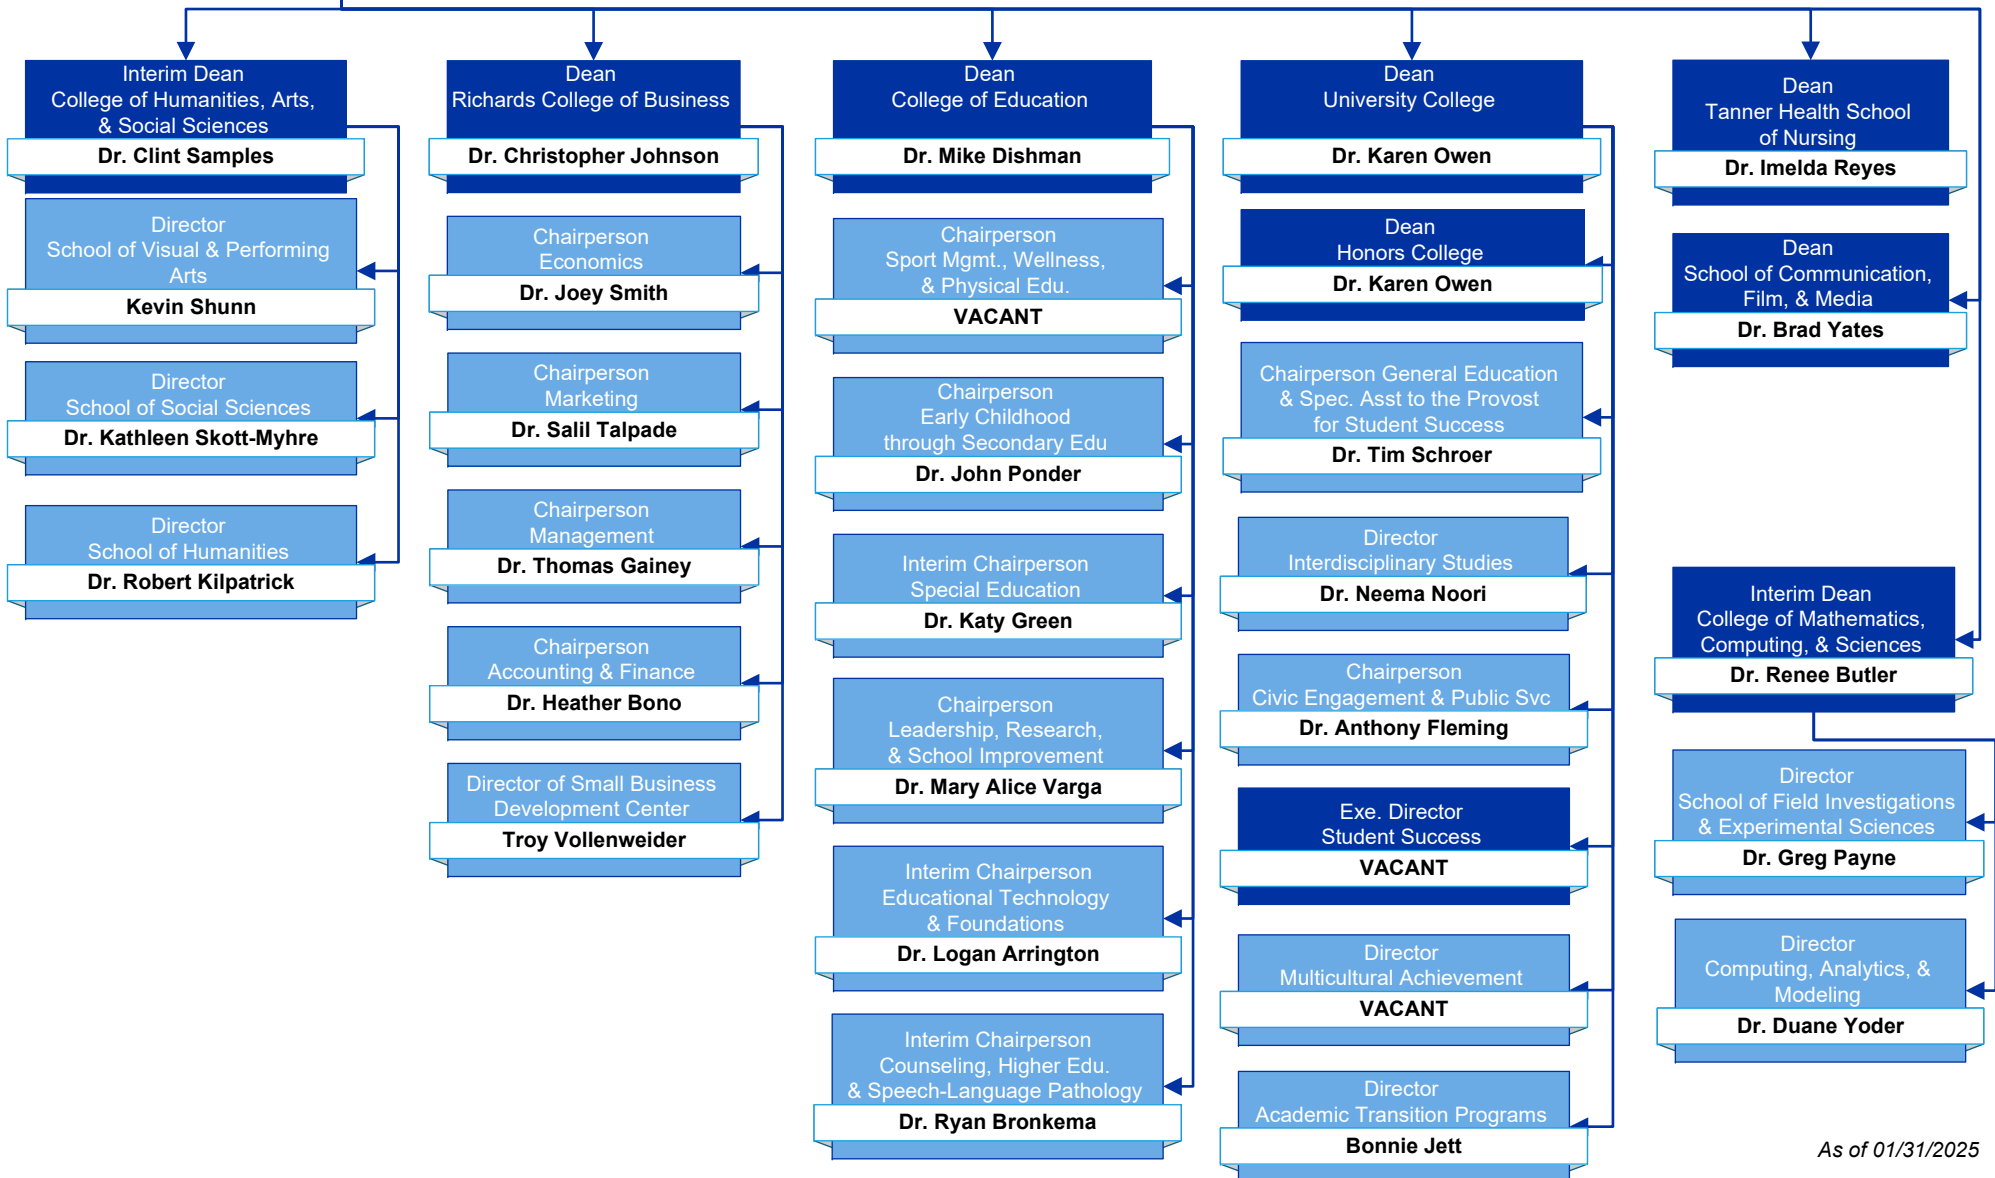 Interim Dean
College of Humanities, Arts,
& Social Sciences
Dr. Clint Samples
Director
School of Visual & Performing
Arts
Kevin Shunn
Director
School of Social Sciences
Dr. Kathleen Skott-Myhre
Director
School of Humanities
Dr. Robert Kilpatrick
Dean
Richards College of Business
Dr. Christopher Johnson
Chairperson
Economics
Dr. Joey Smith
Chairperson
Marketing
Dr. Salil Talpade
Chairperson
Management
Dr. Thomas Gainey
Chairperson
Accounting & Finance
Dr. Heather Bono
Director of Small Business
Development Center
Troy Vollenweider
Dean
College of Education
Dr. Mike Dishman
Chairperson
Sport Mgmt., Wellness,
& Physical Edu.
VACANT
Chairperson
Early Childhood
through Secondary Edu
Dr. John Ponder
Interim Chairperson
Special Education
Dr. Katy Green
Chairperson
Leadership, Research,
& School Improvement
Dr. Mary Alice Varga
Interim Chairperson
Educational Technology
& Foundations
Dr. Logan Arrington
Interim Chairperson
Counseling, Higher Edu.
& Speech-Language Pathology
Dr. Ryan Bronkema
Dean
University College
Dr. Karen Owen
Dean
Honors College
Dr. Karen Owen
Chairperson General Education
& Spec. Asst to the Provost
for Student Success
Dr. Tim Schroer
Director
Interdisciplinary Studies
Dr. Neema Noori
Chairperson
Civic Engagement & Public Svc
Dr. Anthony Fleming
Exe. Director
Student Success
VACANT
Director
Multicultural Achievement
VACANT
Director
Academic Transition Programs
Bonnie Jett
Dean
Tanner Health School
of Nursing
Dr. Imelda Reyes
Dean
School of Communication,
Film, & Media
Dr. Brad Yates
Interim Dean
College of Mathematics,
Computing, & Sciences
Dr. Renee Butler
Director
School of Field Investigations
& Experimental Sciences
Dr. Greg Payne
Director
Computing, Analytics, &
Modeling
Dr. Duane Yoder
As of 01/31/2025